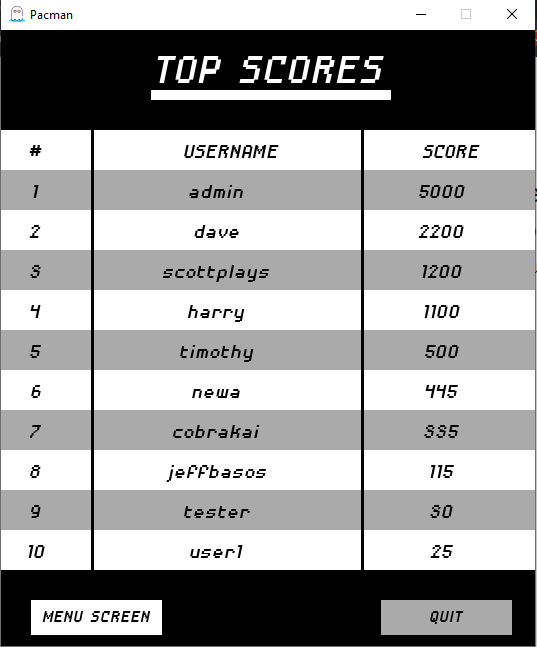 Pacman
TOP SCORES
# USERNAME SCORE
1 admin 5000
2 dave 2200
3 scottplays 1200
4 harry 1100
5 timothy 500
6 newa 445
7 cobrakai 335
8 jeffbasos 115
9 tester 30
10 user1 25
MENU SCREEN QUIT